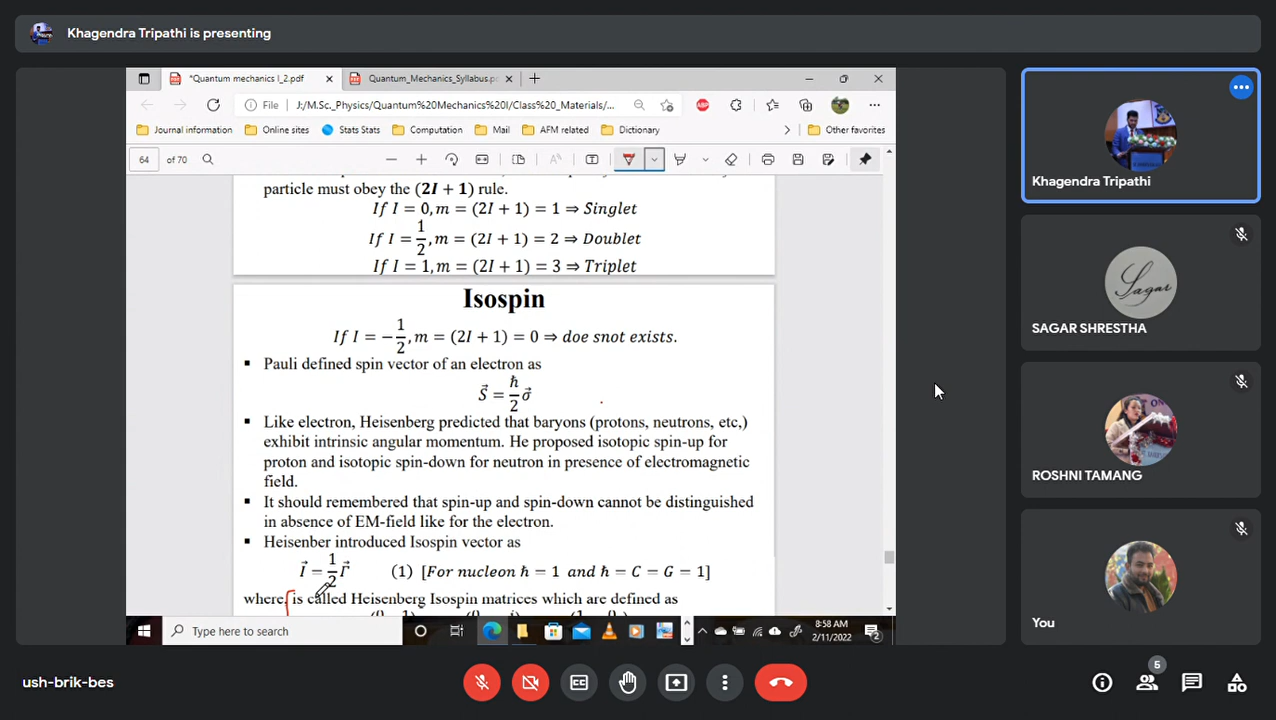 Khagendra Tripathi is presenting
*Quantum mechanics I_2.pdf
Quantum_Mechanics_Syllabus.p
File
J:/M.Sc._Physics/Quantum%20Mechanics%20I/Class%20_Materials/...
ABP
Journal information
Online sites
Stats Stats
Computation
Mail
AFM related
Dictionary
Other favorites
64 of 70
particle must obey the (2I + 1) rule.
If I = 0, m = (2I + 1) = 1 ⇒ Singlet
If I = 1/2, m = (2I + 1) = 2 ⇒ Doublet
If I = 1, m = (2I + 1) = 3 ⇒ Triplet
Isospin
If I = −1/2, m = (2I + 1) = 0 ⇒ doe snot exists.
▪ Pauli defined spin vector of an electron as
S⃗ = ℏ/2 σ⃗
▪ Like electron, Heisenberg predicted that baryons (protons, neutrons, etc,)
exhibit intrinsic angular momentum. He proposed isotopic spin-up for
proton and isotopic spin-down for neutron in presence of electromagnetic
field.
▪ It should remembered that spin-up and spin-down cannot be distinguished
in absence of EM-field like for the electron.
▪ Heisenber introduced Isospin vector as
I⃗ = 1/2 Γ⃗ (1) [For nucleon ℏ = 1 and ℏ = C = G = 1]
where is called Heisenberg Isospin matrices which are defined as
Type here to search
8:58 AM
2/11/2022
2
Khagendra Tripathi
Sagar
SAGAR SHRESTHA
ROSHNI TAMANG
You
ush-brik-bes
5